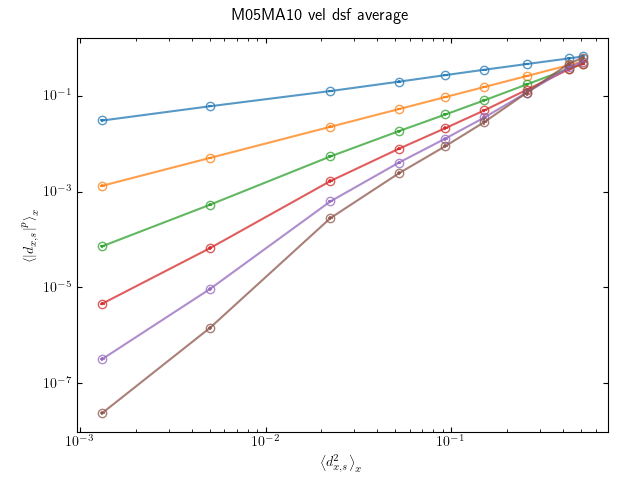 M05MA10 vel dsf average
10⁻¹
10⁻³
10⁻⁵
10⁻⁷
⟨|d_{x,s}|^p⟩_x
10⁻³
10⁻²
10⁻¹
⟨d²_{x,s}⟩_x